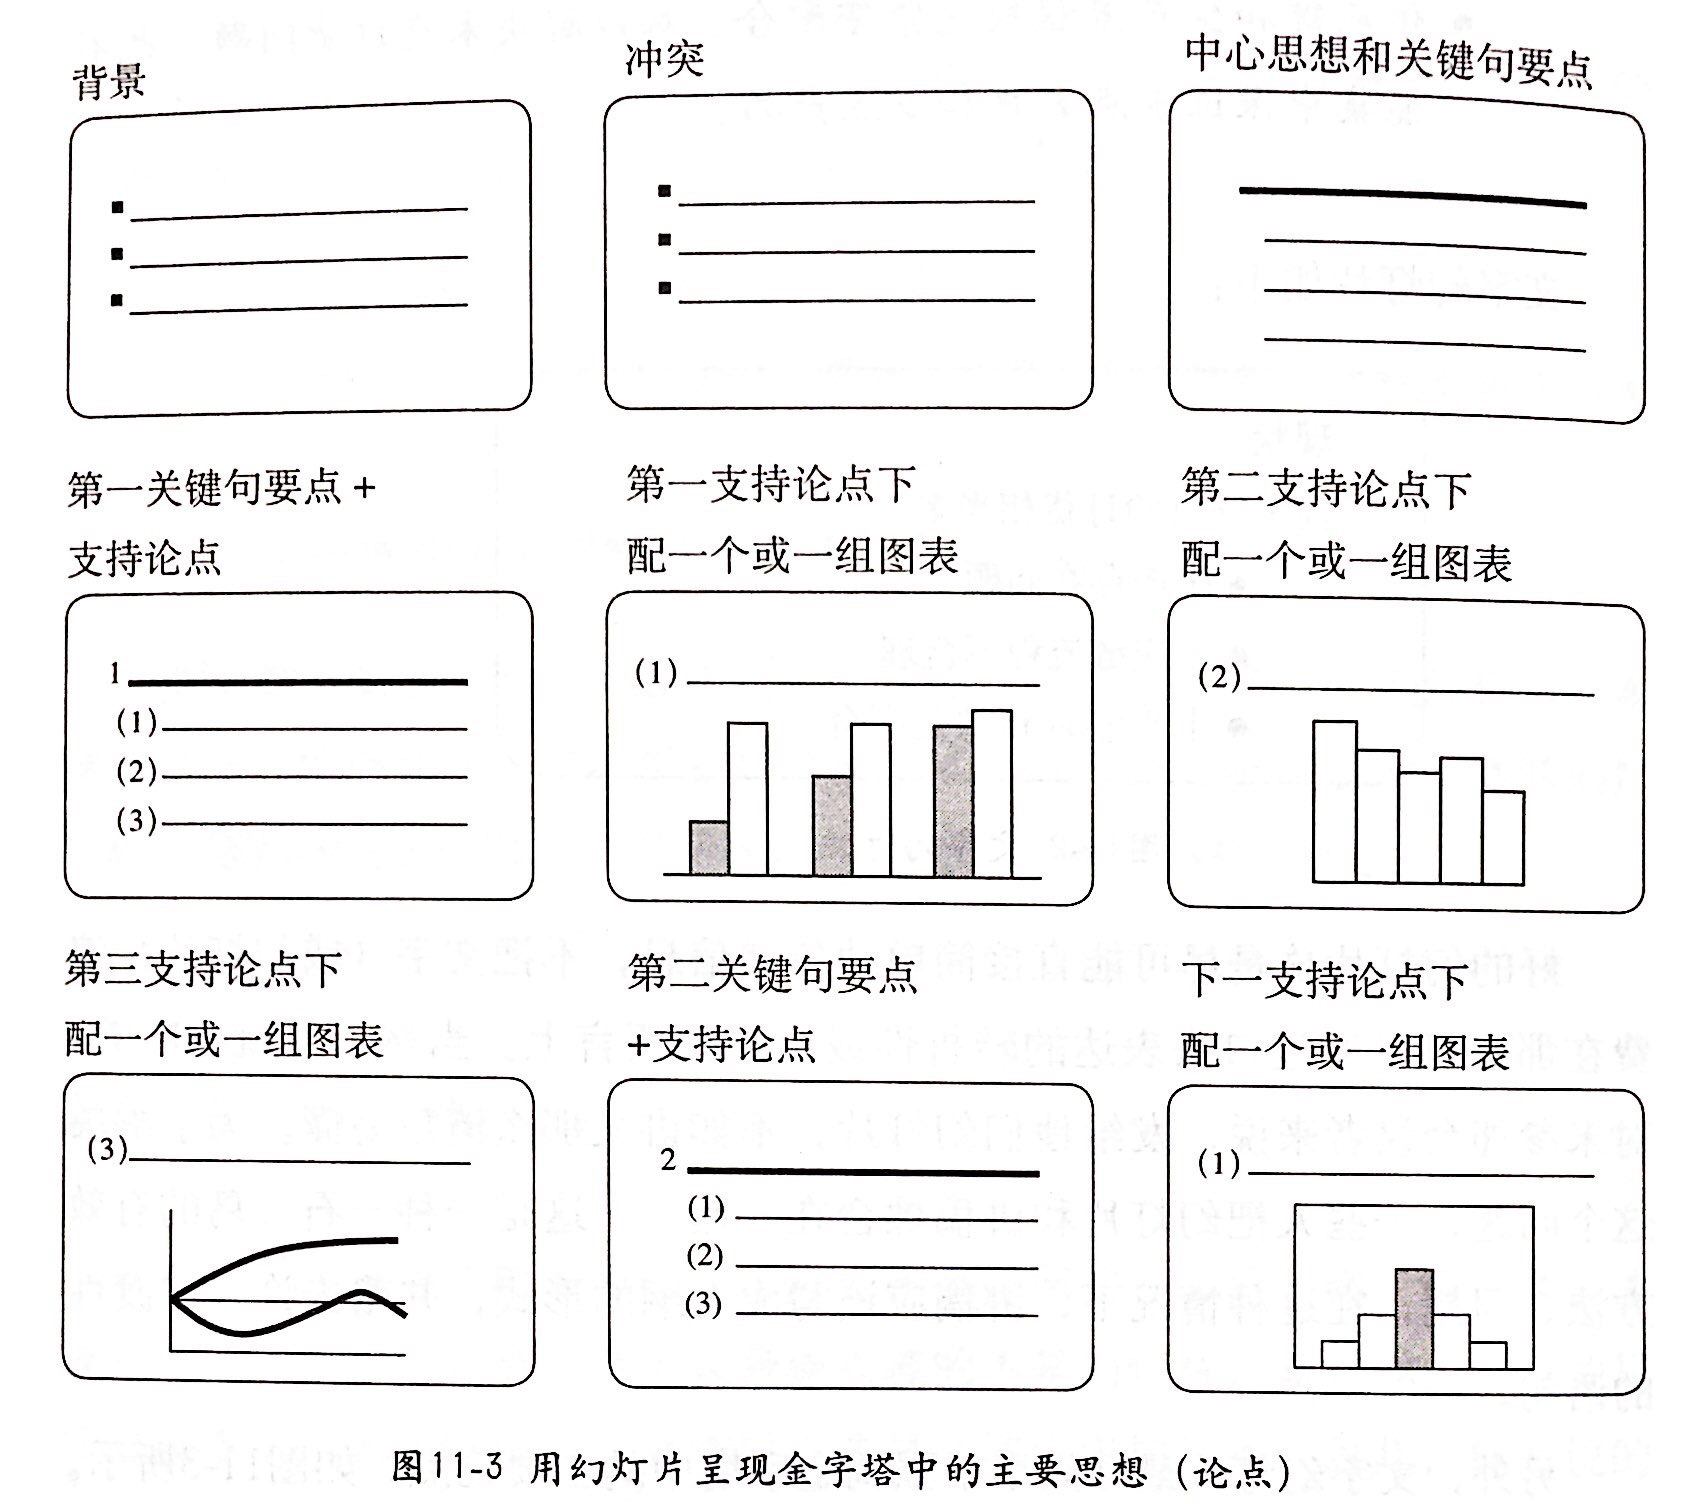 背景
冲突
中心思想和关键句要点
第一关键句要点+
支持论点
1
(1)
(2)
(3)
第一支持论点下
配一个或一组图表
(1)
第二支持论点下
配一个或一组图表
(2)
第三支持论点下
配一个或一组图表
(3)
第二关键句要点
+支持论点
2
(1)
(2)
(3)
下一支持论点下
配一个或一组图表
(1)
图11-3 用幻灯片呈现金字塔中的主要思想（论点）